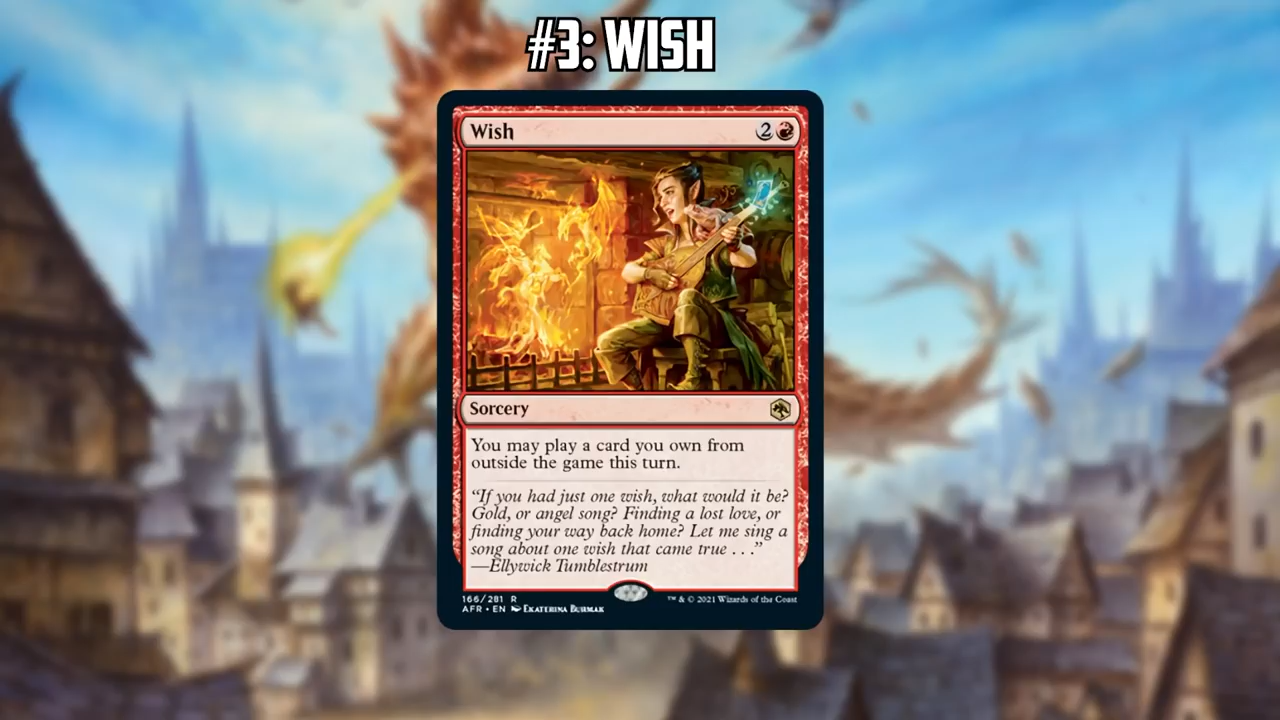 #3: WISH
Wish 2
Sorcery
You may play a card you own from
outside the game this turn.
“If you had just one wish, what would it be?
Gold, or angel song? Finding a lost love, or
finding your way back home? Let me sing a
song about one wish that came true . . .”
—Ellywick Tumblestrum
166/281 R
AFR • EN EKATERINA BURMAK
™ & © 2021 Wizards of the Coast